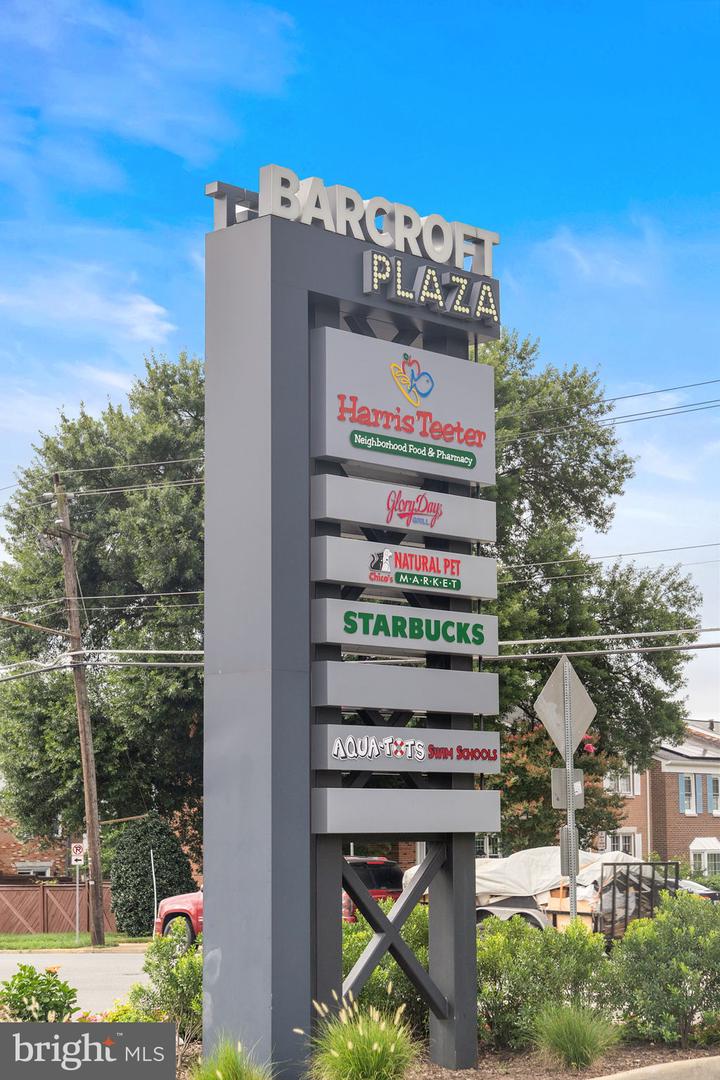 BARCROFT
PLAZA
Harris Teeter
Neighborhood Food & Pharmacy
Glory Days
GRILL
NATURAL PET
Chico's MARKET
STARBUCKS
AQUA-TOTS SWIM SCHOOLS
bright MLS